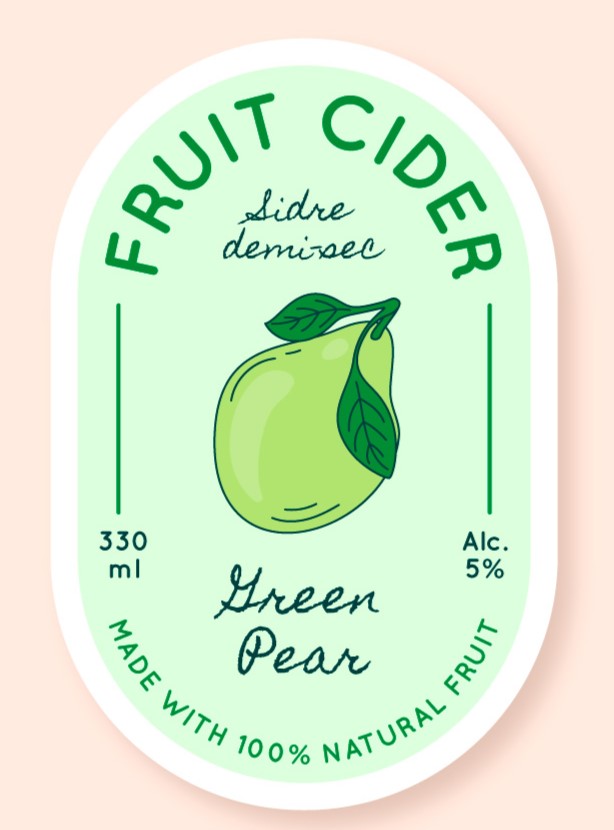 FRUIT CIDER
Sidre
demi-sec
330
ml
Alc.
5%
Green
Pear
MADE WITH 100% NATURAL FRUIT